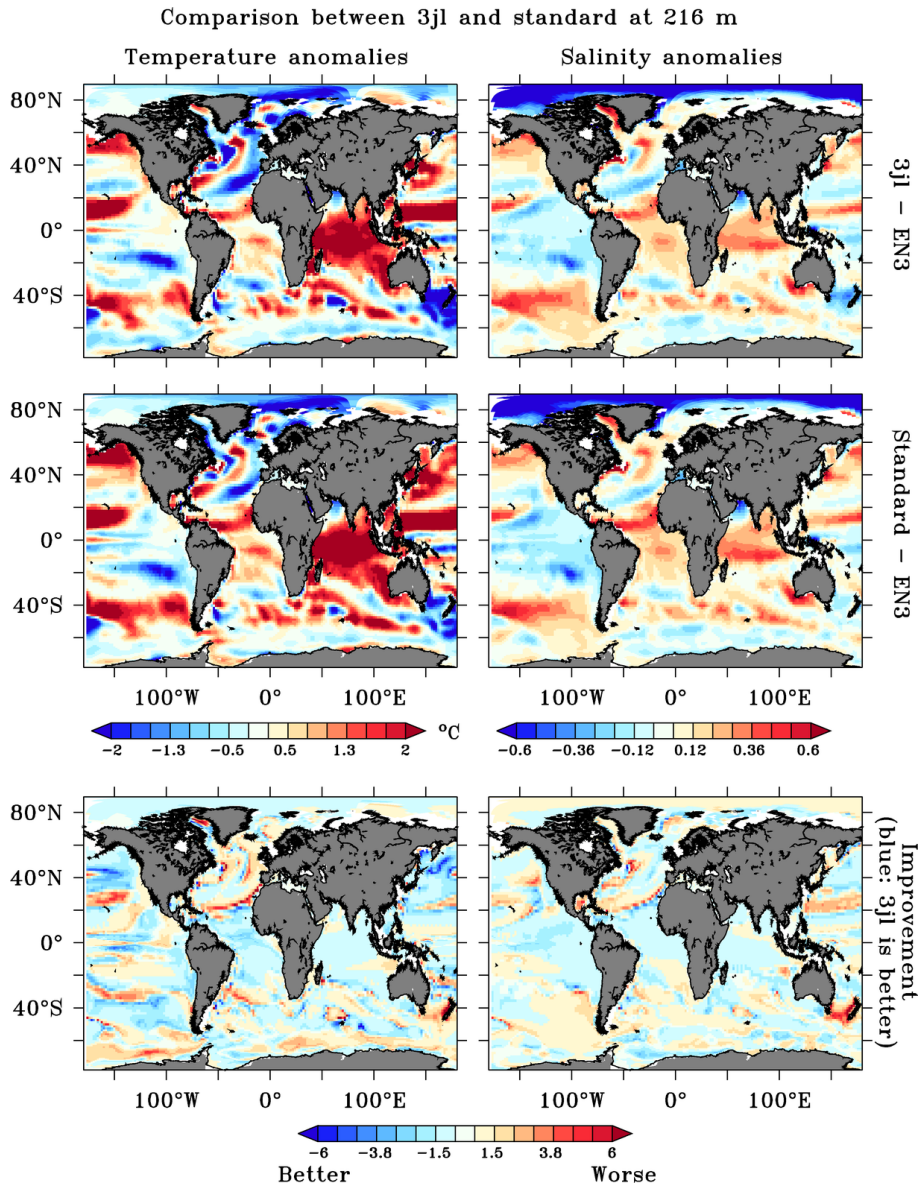 Comparison between 3jl and standard at 216 m
Temperature anomalies
Salinity anomalies
80°N
40°N
0°
40°S
3jl − EN3
80°N
40°N
0°
40°S
Standard − EN3
100°W 0° 100°E
100°W 0° 100°E
−2 −1.3 −0.5 0.5 1.3 2 °C
−0.6 −0.36 −0.12 0.12 0.36 0.6
80°N
40°N
0°
40°S
Improvement
(blue: 3jl is better)
100°W 0° 100°E
100°W 0° 100°E
−6 −3.8 −1.5 1.5 3.8 6
Better Worse